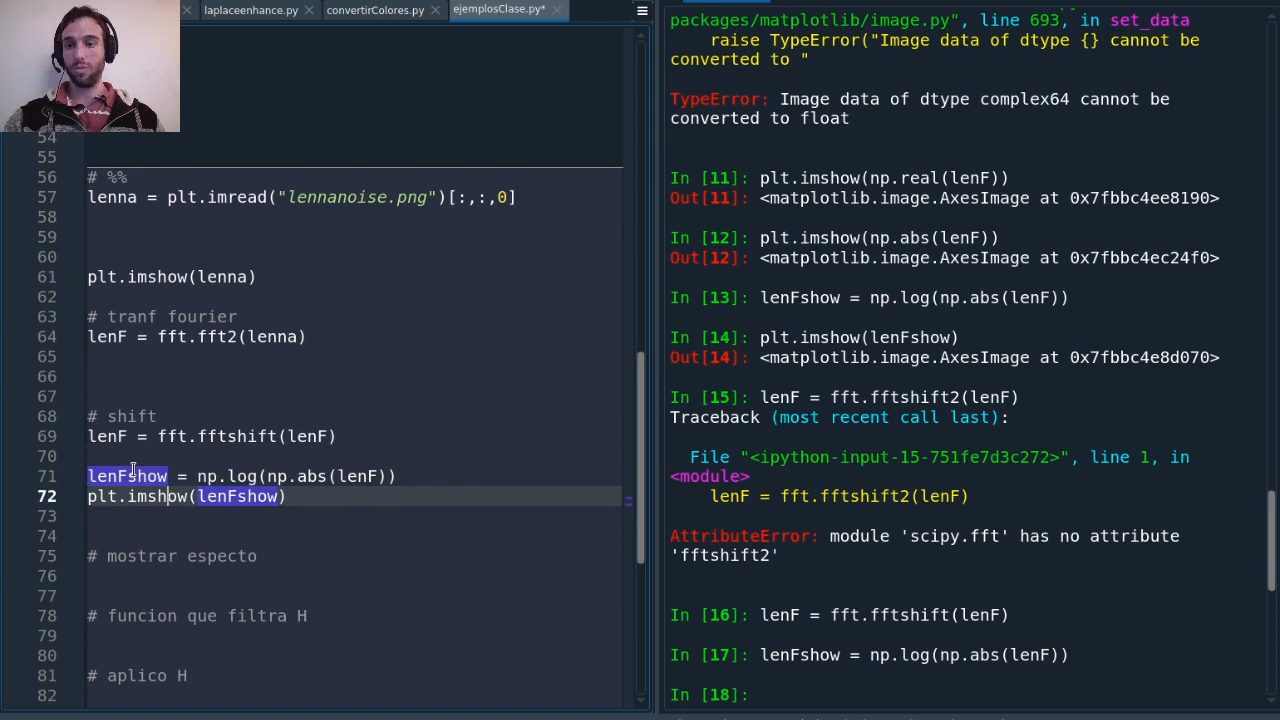 laplaceenhance.py
convertirColores.py
ejemplosClase.py*
54
55
56 # %%
57 lenna = plt.imread("lennanoise.png")[:,:,0]
58
59
60
61 plt.imshow(lenna)
62
63 # tranf fourier
64 lenF = fft.fft2(lenna)
65
66
67
68 # shift
69 lenF = fft.fftshift(lenF)
70
71 lenFshow = np.log(np.abs(lenF))
72 plt.imshow(lenFshow)
73
74
75 # mostrar especto
76
77
78 # funcion que filtra H
79
80
81 # aplico H
82
packages/matplotlib/image.py", line 693, in set_data
raise TypeError("Image data of dtype {} cannot be
converted to "
TypeError: Image data of dtype complex64 cannot be
converted to float
In [11]: plt.imshow(np.real(lenF))
Out[11]: <matplotlib.image.AxesImage at 0x7fbbc4ee8190>
In [12]: plt.imshow(np.abs(lenF))
Out[12]: <matplotlib.image.AxesImage at 0x7fbbc4ec24f0>
In [13]: lenFshow = np.log(np.abs(lenF))
In [14]: plt.imshow(lenFshow)
Out[14]: <matplotlib.image.AxesImage at 0x7fbbc4e8d070>
In [15]: lenF = fft.fftshift2(lenF)
Traceback (most recent call last):
File "<ipython-input-15-751fe7d3c272>", line 1, in
<module>
lenF = fft.fftshift2(lenF)
AttributeError: module 'scipy.fft' has no attribute
'fftshift2'
In [16]: lenF = fft.fftshift(lenF)
In [17]: lenFshow = np.log(np.abs(lenF))
In [18]: